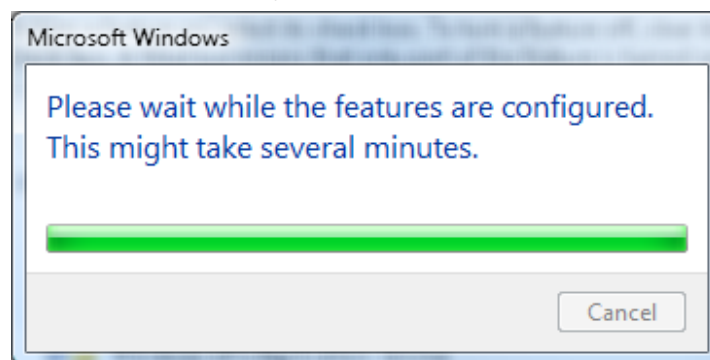 Microsoft Windows
Please wait while the features are configured.
This might take several minutes.
Cancel